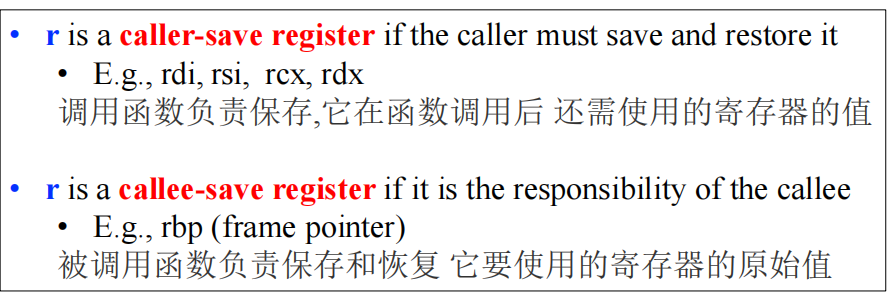 • r is a caller-save register if the caller must save and restore it
• E.g., rdi, rsi, rcx, rdx
调用函数负责保存,它在函数调用后 还需使用的寄存器的值
• r is a callee-save register if it is the responsibility of the callee
• E.g., rbp (frame pointer)
被调用函数负责保存和恢复 它要使用的寄存器的原始值